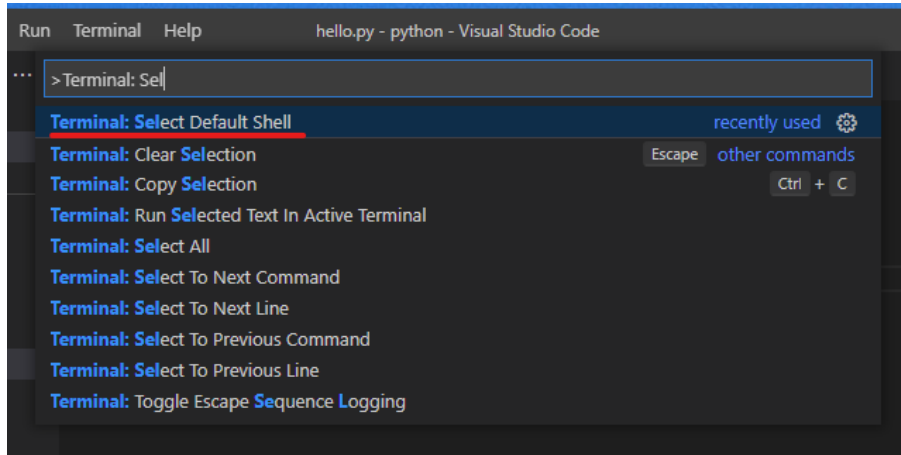 Run Terminal Help hello.py - python - Visual Studio Code
... >Terminal: Sel
Terminal: Select Default Shell recently used
Terminal: Clear Selection Escape other commands
Terminal: Copy Selection Ctrl + C
Terminal: Run Selected Text In Active Terminal
Terminal: Select All
Terminal: Select To Next Command
Terminal: Select To Next Line
Terminal: Select To Previous Command
Terminal: Select To Previous Line
Terminal: Toggle Escape Sequence Logging